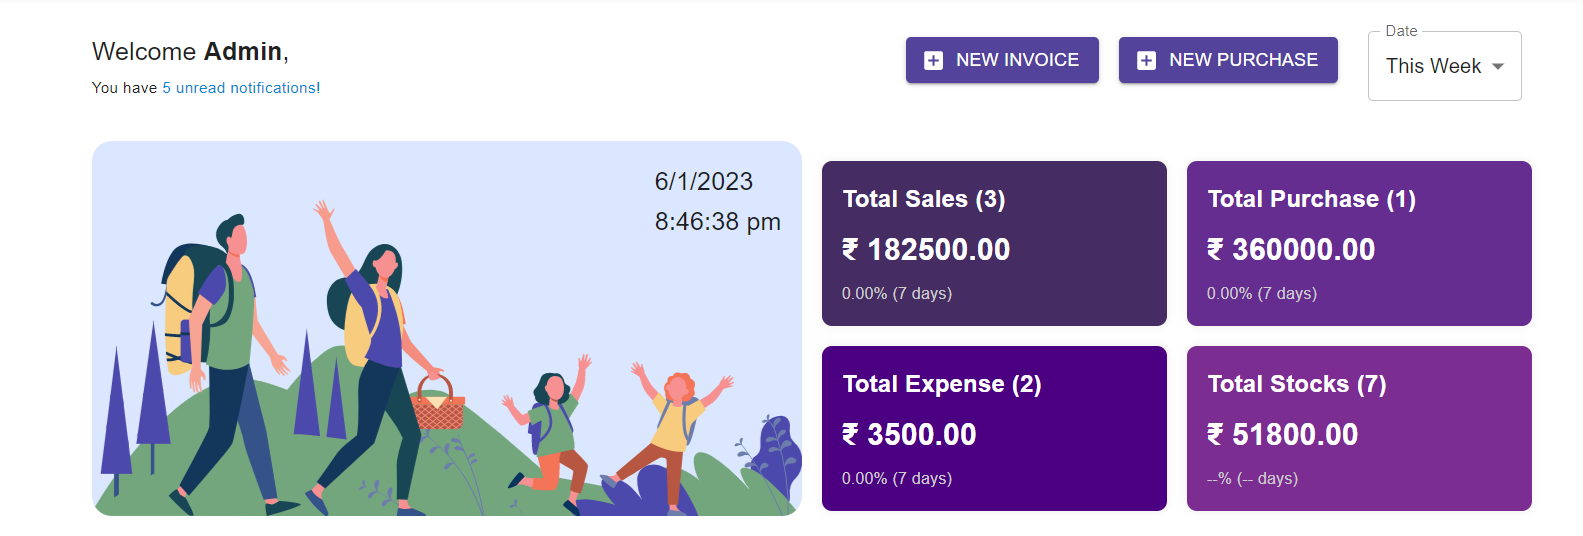 Welcome Admin,
You have 5 unread notifications!
NEW INVOICE
NEW PURCHASE
Date
This Week
6/1/2023
8:46:38 pm
Total Sales (3)
₹ 182500.00
0.00% (7 days)
Total Purchase (1)
₹ 360000.00
0.00% (7 days)
Total Expense (2)
₹ 3500.00
0.00% (7 days)
Total Stocks (7)
₹ 51800.00
--% (-- days)